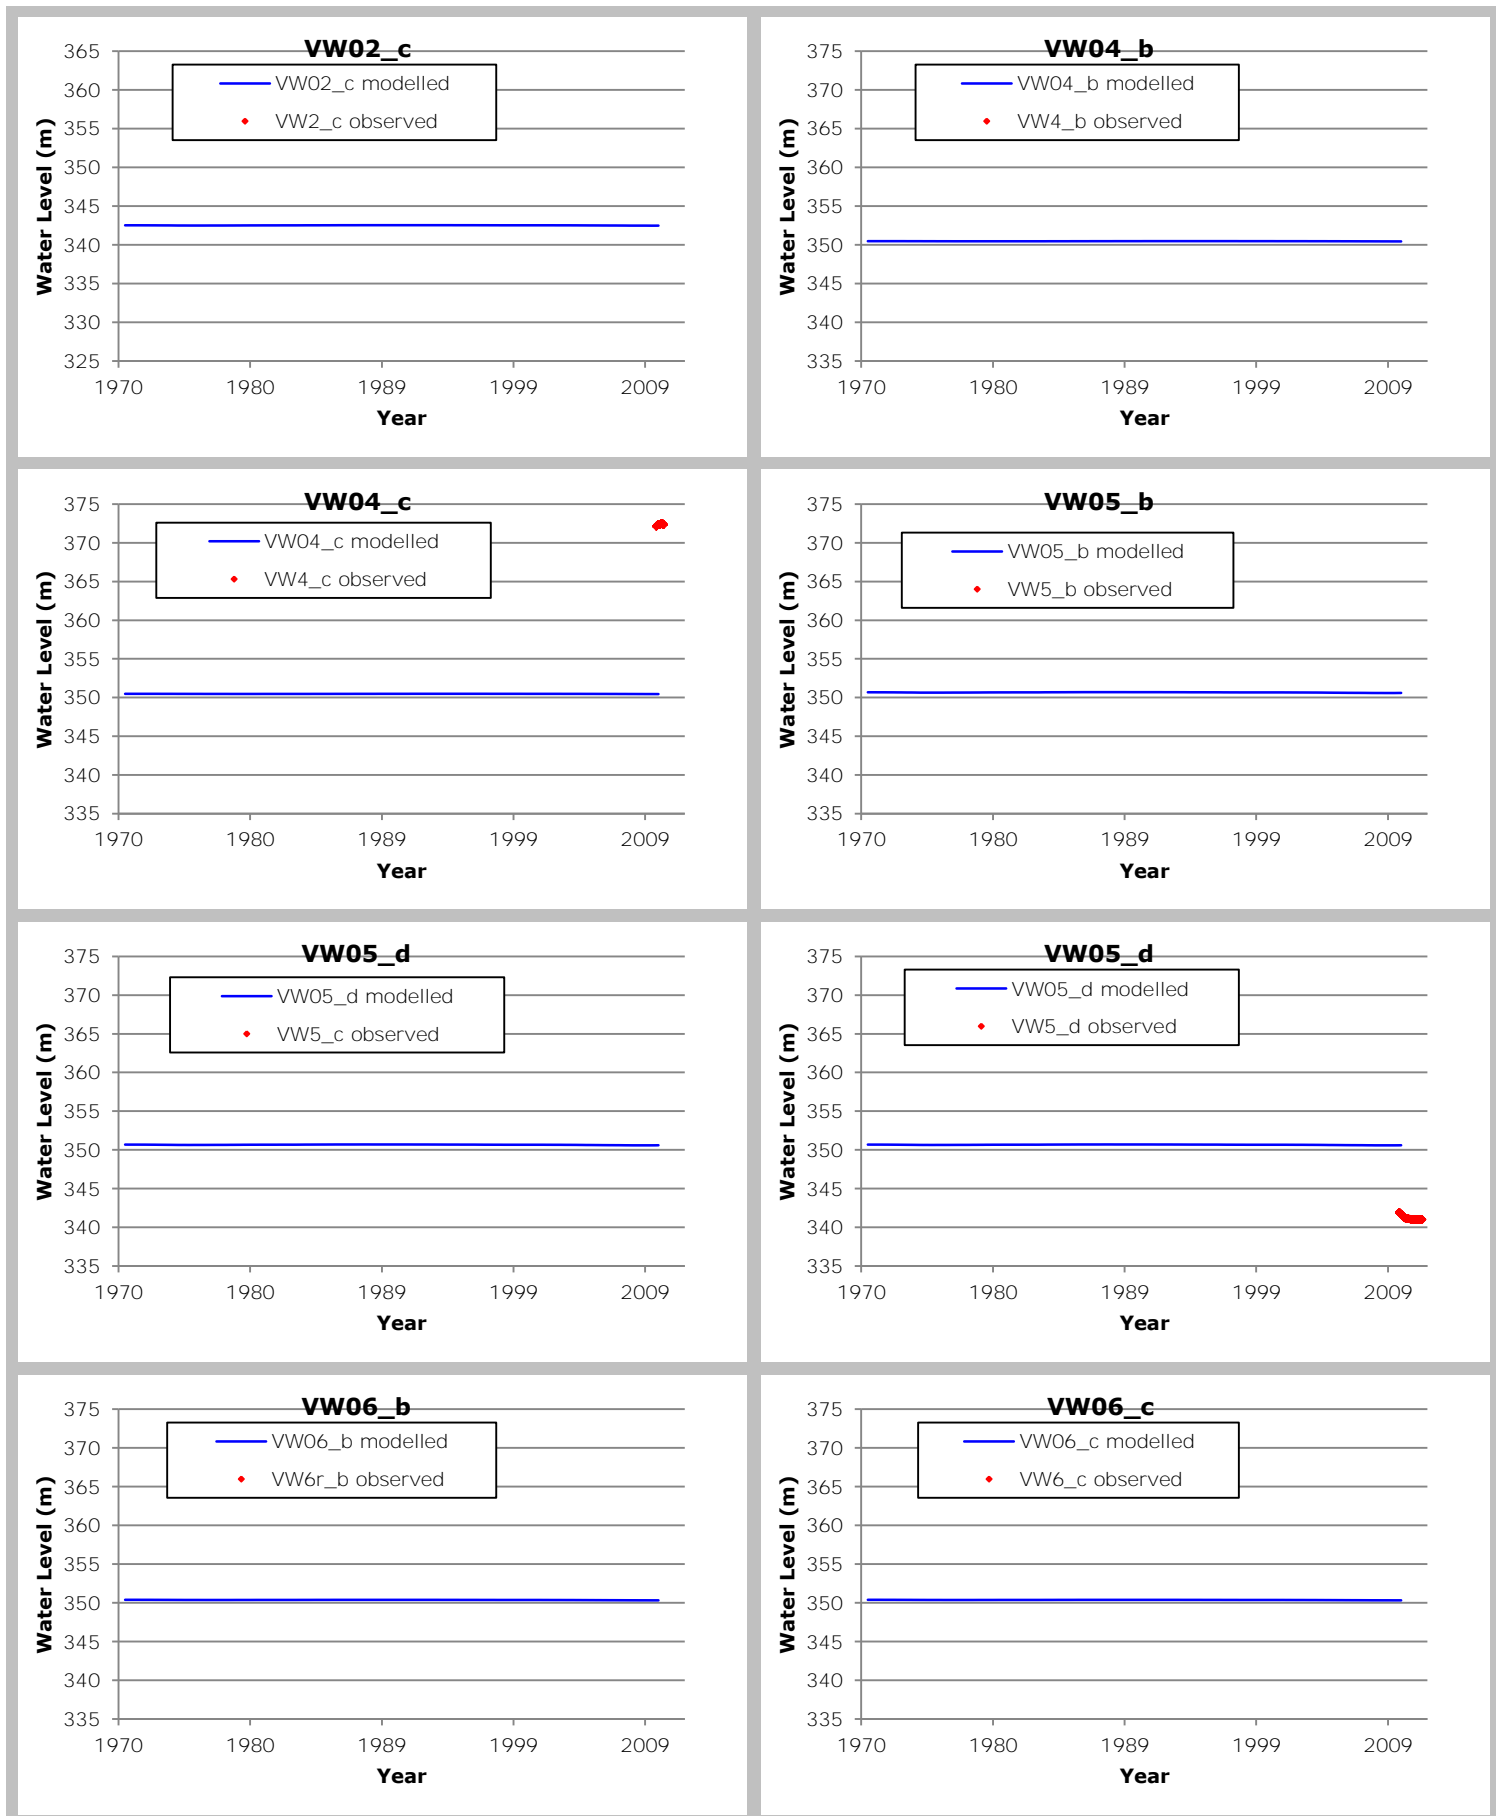 VW02_c
VW02_c modelled
VW2_c observed
365
360
355
350
345
340
335
330
325
Water Level (m)
1970 1980 1989 1999 2009
Year
VW04_b
VW04_b modelled
VW4_b observed
375
370
365
360
355
350
345
340
335
Water Level (m)
1970 1980 1989 1999 2009
Year
VW04_c
VW04_c modelled
VW4_c observed
375
370
365
360
355
350
345
340
335
Water Level (m)
1970 1980 1989 1999 2009
Year
VW05_b
VW05_b modelled
VW5_b observed
375
370
365
360
355
350
345
340
335
Water Level (m)
1970 1980 1989 1999 2009
Year
VW05_d
VW05_d modelled
VW5_c observed
375
370
365
360
355
350
345
340
335
Water Level (m)
1970 1980 1989 1999 2009
Year
VW05_d
VW05_d modelled
VW5_d observed
375
370
365
360
355
350
345
340
335
Water Level (m)
1970 1980 1989 1999 2009
Year
VW06_b
VW06_b modelled
VW6r_b observed
375
370
365
360
355
350
345
340
335
Water Level (m)
1970 1980 1989 1999 2009
Year
VW06_c
VW06_c modelled
VW6_c observed
375
370
365
360
355
350
345
340
335
Water Level (m)
1970 1980 1989 1999 2009
Year